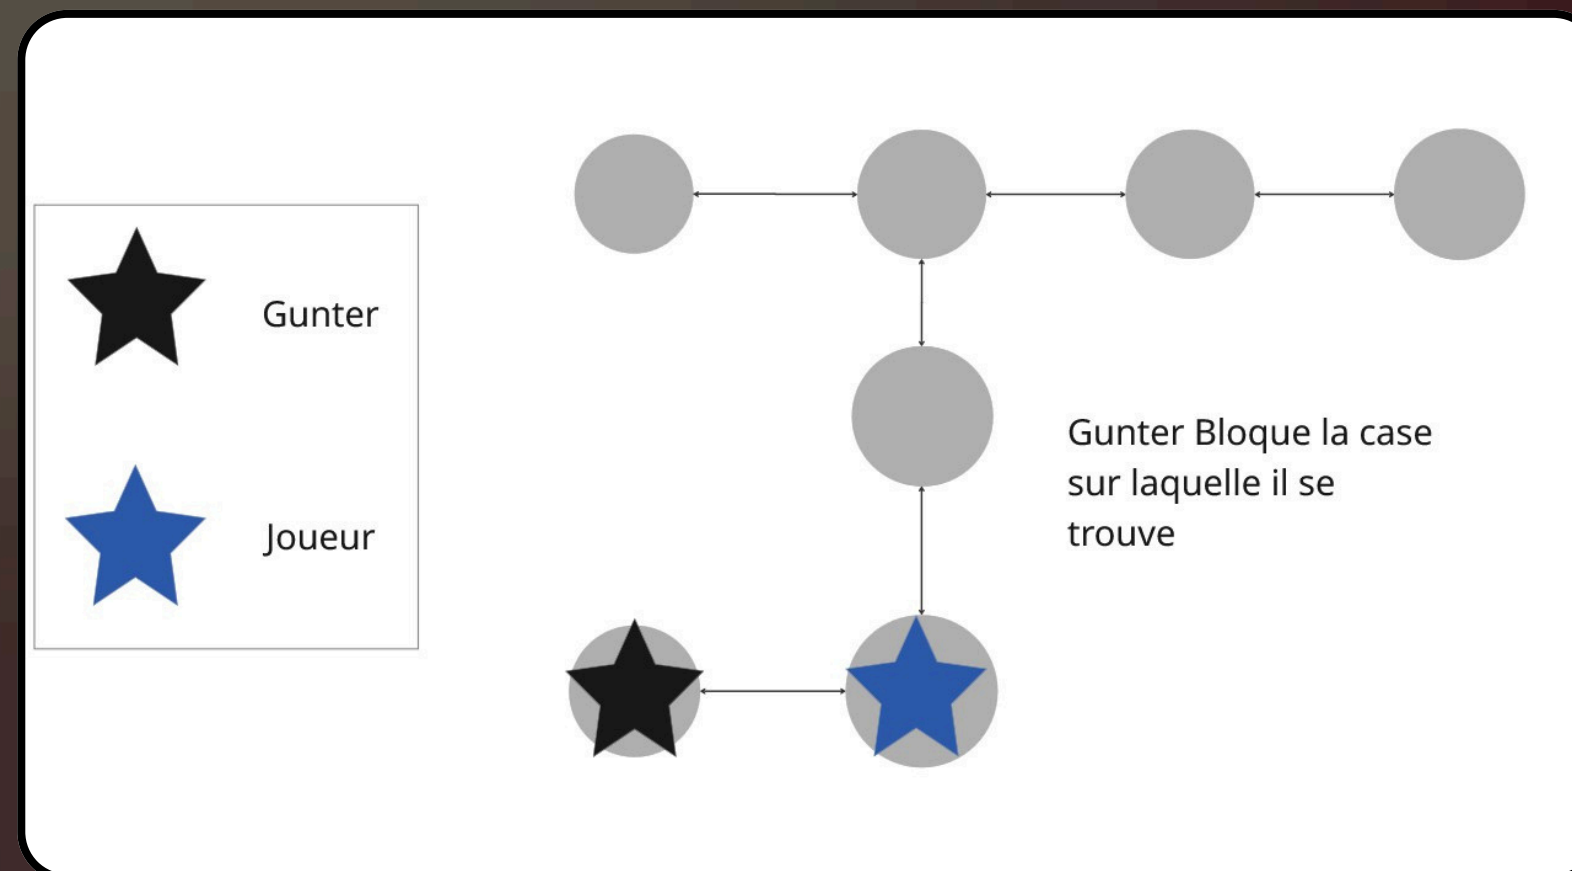 Gunter
Joueur
Gunter Bloque la case
sur laquelle il se
trouve